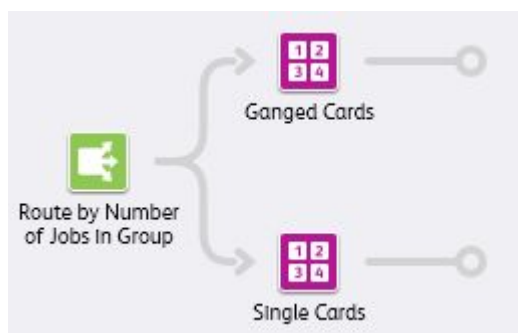 1 2
3 4
Ganged Cards
Route by Number
of Jobs in Group
1 2
3 4
Single Cards